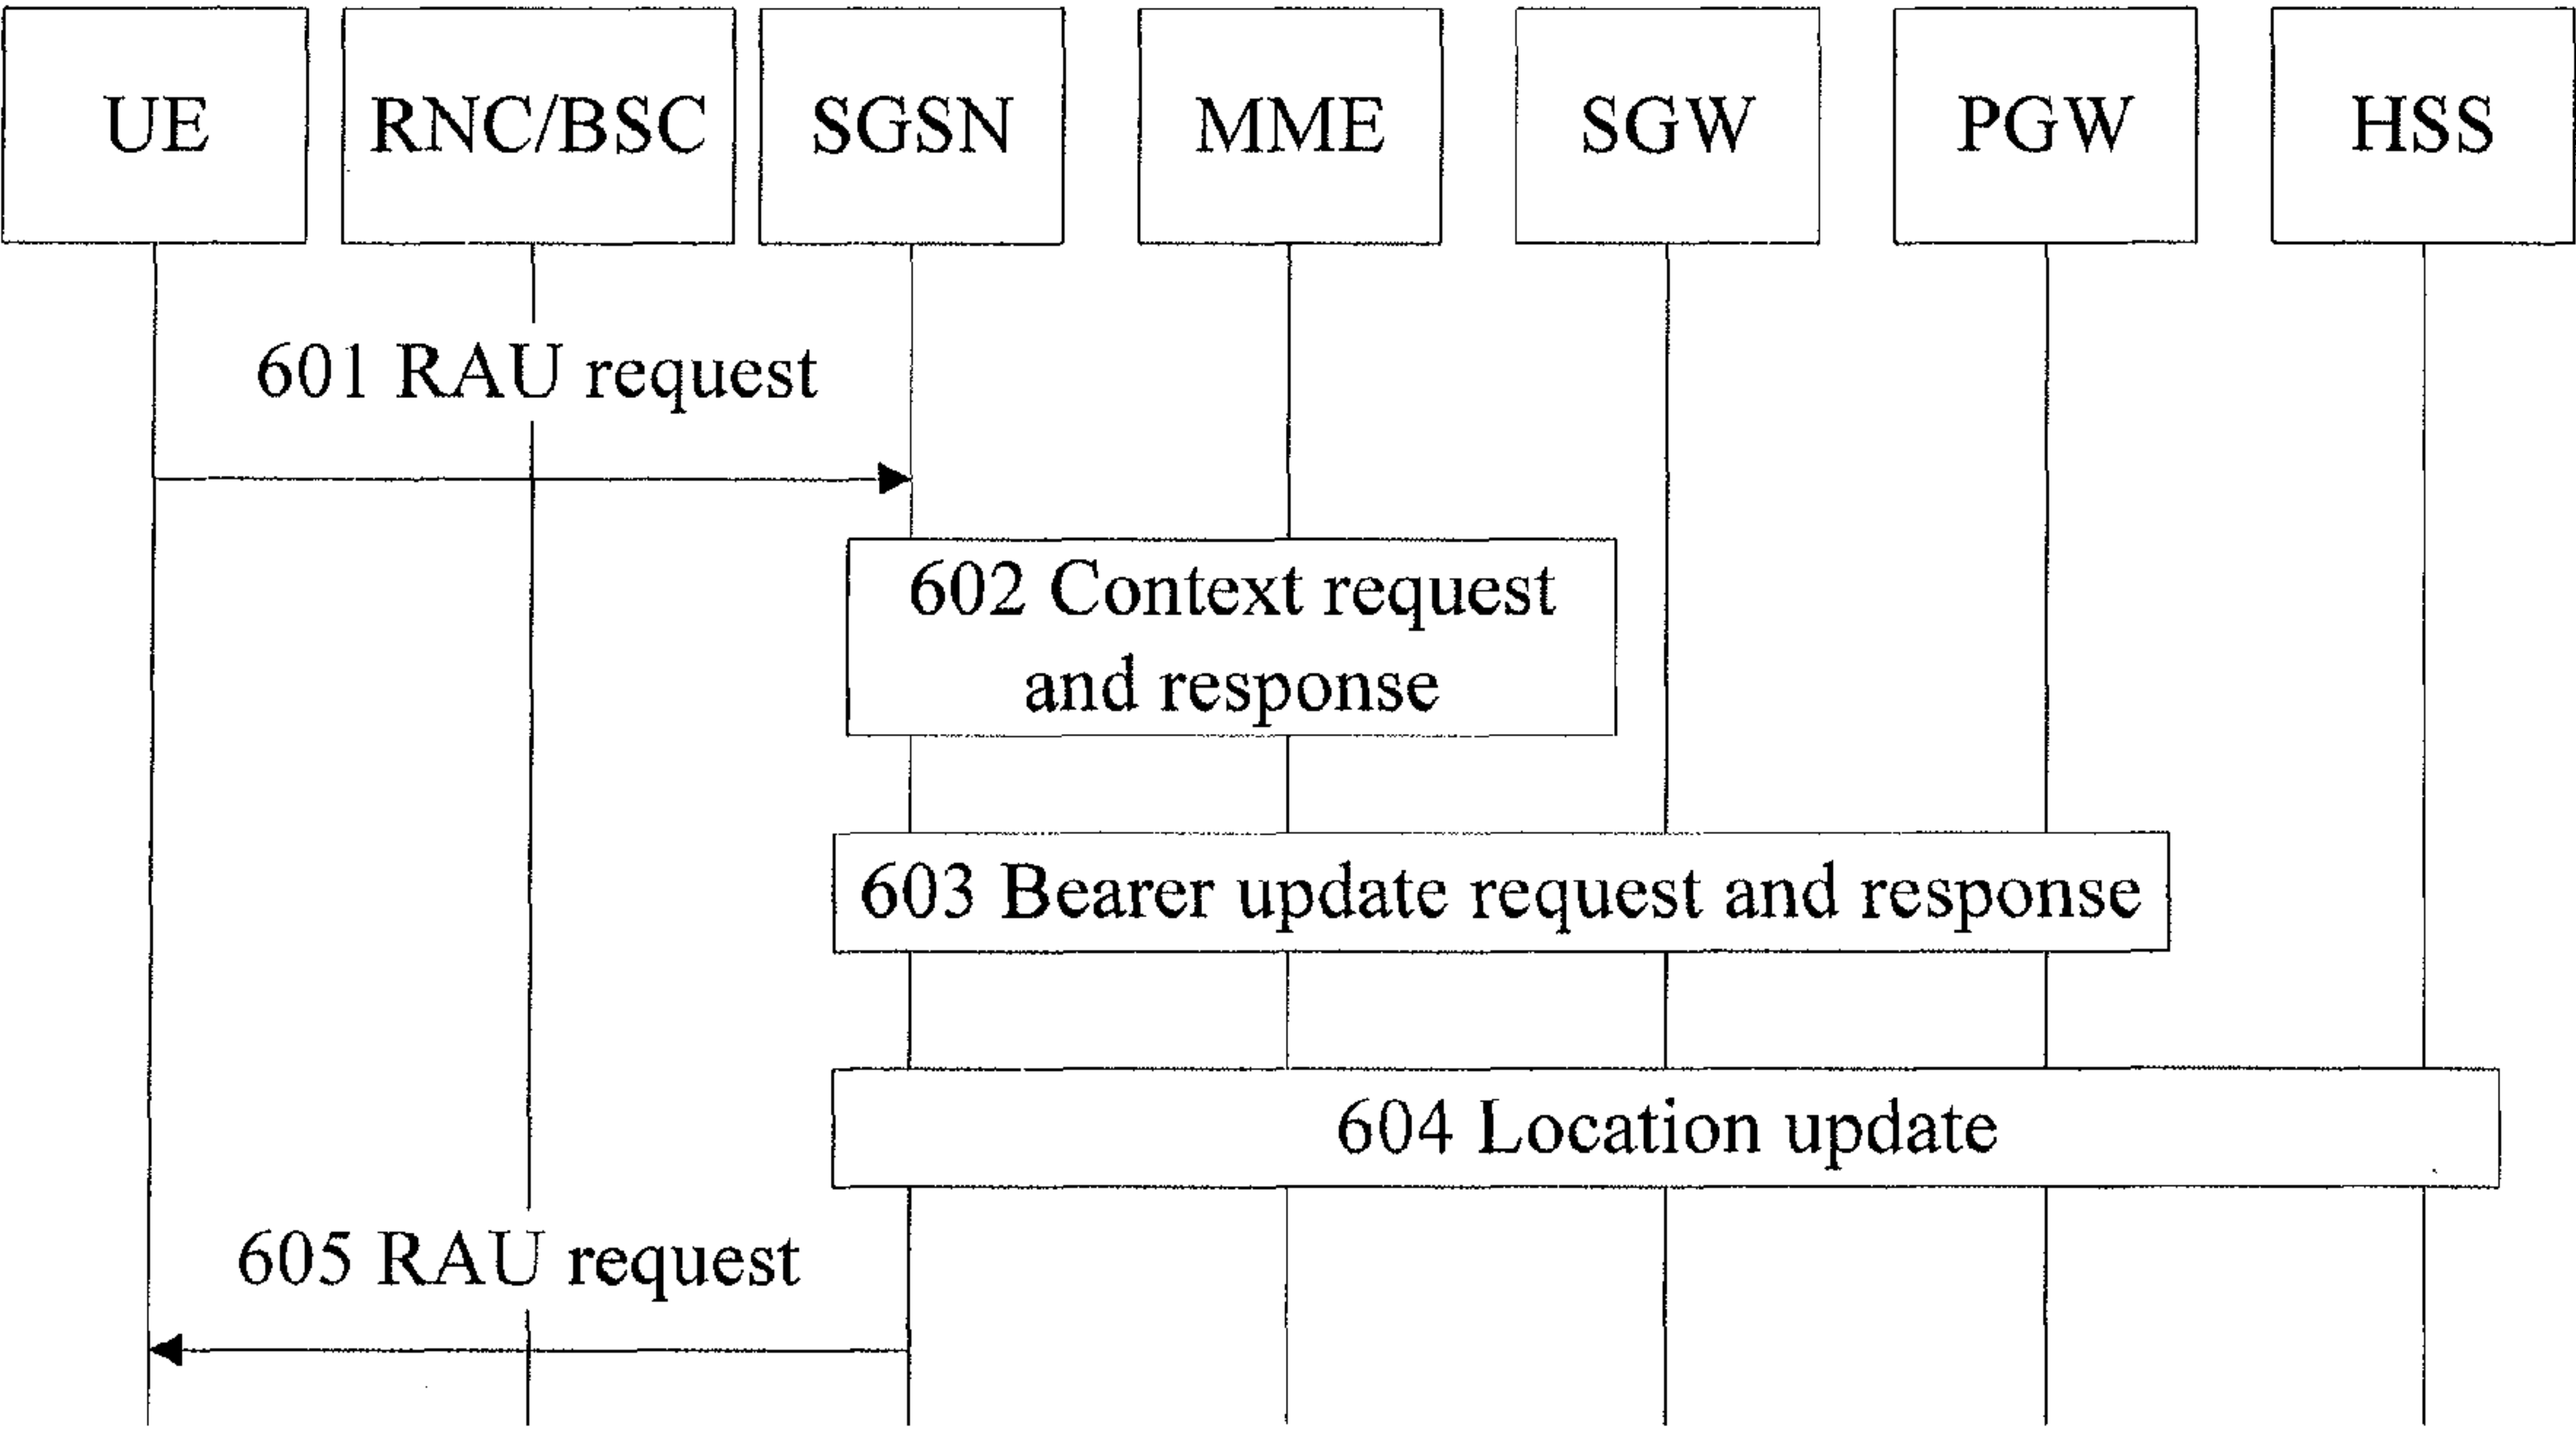 UE
RNC/BSC
SGSN
MME
SGW
PGW
HSS
601 RAU request
602 Context request
and response
603 Bearer update request and response
604 Location update
605 RAU request